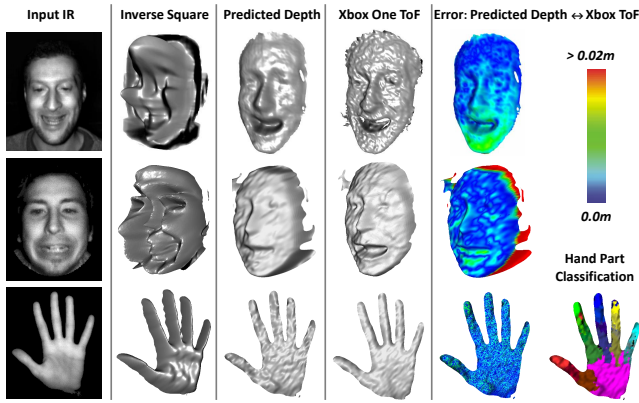 Input IR
Inverse Square
Predicted Depth
Xbox One ToF
Error: Predicted Depth ↔ Xbox ToF
> 0.02m
0.0m
Hand Part
Classification